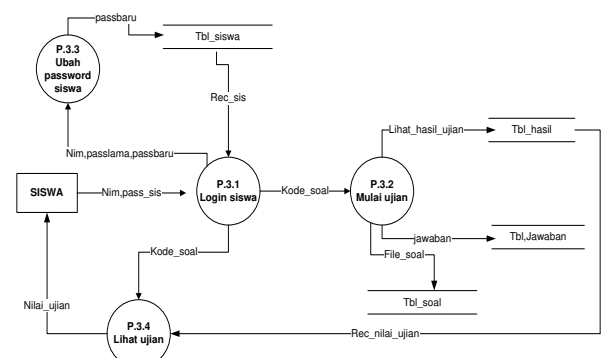 passbaru
P.3.3
Ubah
password
siswa
Tbl_siswa
Rec_sis
Lihat_hasil_ujian
Tbl_hasil
Nim,passlama,passbaru
SISWA
Nim,pass_sis
P.3.1
Login siswa
Kode_soal
P.3.2
Mulai ujian
jawaban
Tbl,Jawaban
File_soal
Kode_soal
Tbl_soal
Nilai_ujian
P.3.4
Lihat ujian
Rec_nilai_ujian